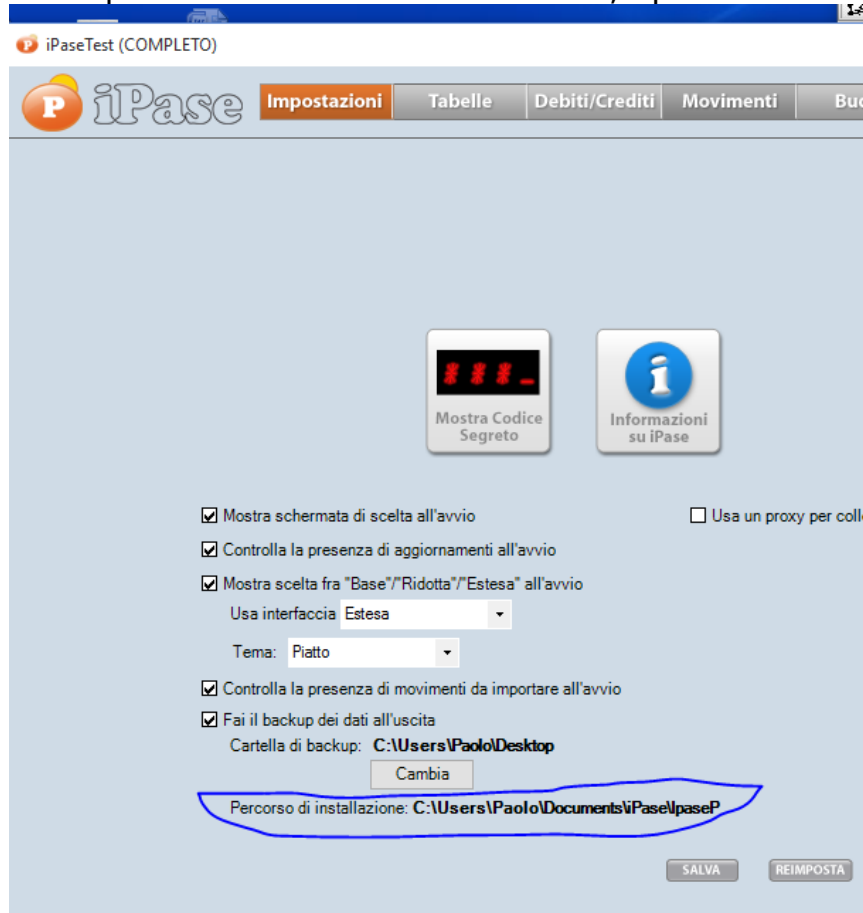 iPaseTest (COMPLETO)
iPase Impostazioni Tabelle Debiti/Crediti Movimenti
Mostra Codice Segreto
Informazioni su iPase
Mostra schermata di scelta all'avvio
Usa un proxy per
Controlla la presenza di aggiornamenti all'avvio
Mostra scelta fra "Base"/"Ridotta"/"Estesa" all'avvio
Usa interfaccia Estesa
Tema: Piatto
Controlla la presenza di movimenti da importare all'avvio
Fai il backup dei dati all'uscita
Cartella di backup: C:\Users\Paolo\Desktop
Cambia
Percorso di installazione: C:\Users\Paolo\Documents\iPase\IpaseP
SALVA REIMPOSTA